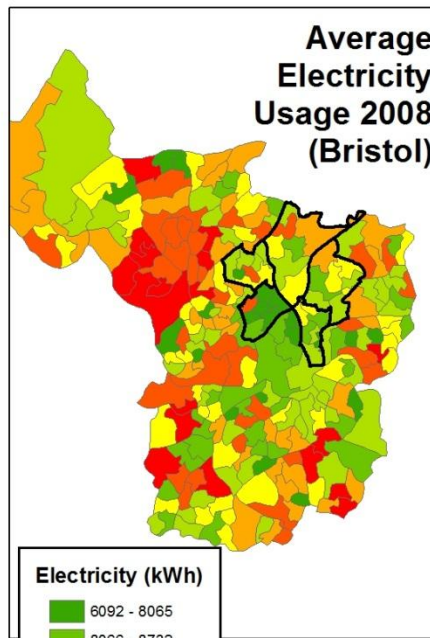 Average
Electricity
Usage 2008
(Bristol)
Electricity (kWh)
6092 - 8065